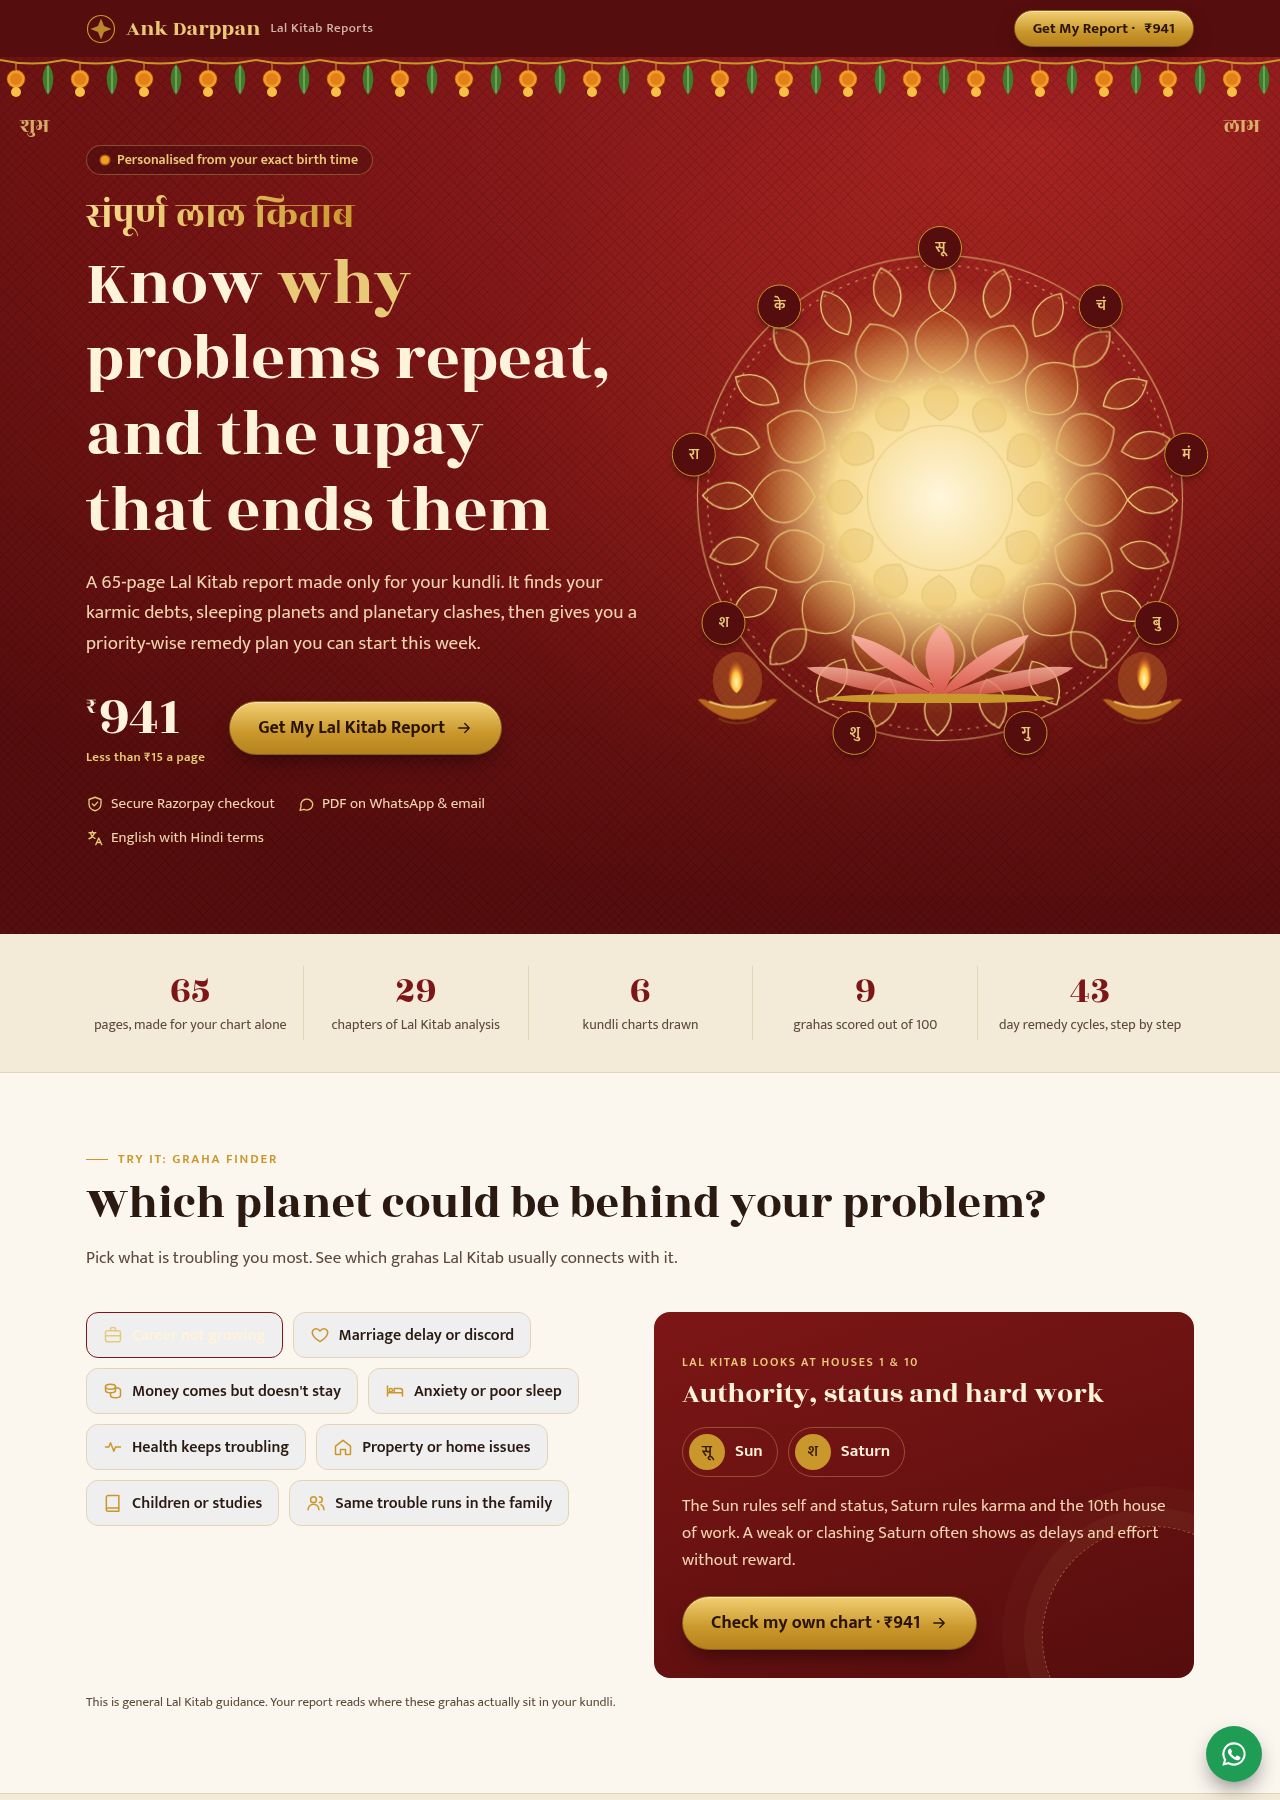 Ank Darppan
Lal Kitab Reports
Get My Report · ₹941
शुभ
लाभ
Personalised from your exact birth time
संपूर्ण लाल किताब
Know why
problems repeat,
and the upay
that ends them
A 65-page Lal Kitab report made only for your kundli. It finds your
karmic debts, sleeping planets and planetary clashes, then gives you a
priority-wise remedy plan you can start this week.
₹941
Less than ₹15 a page
Get My Lal Kitab Report →
Secure Razorpay checkout
PDF on WhatsApp & email
English with Hindi terms
सू
चं
मं
बु
गु
शु
श
रा
के
65
pages, made for your chart alone
29
chapters of Lal Kitab analysis
6
kundli charts drawn
9
grahas scored out of 100
43
day remedy cycles, step by step
TRY IT: GRAHA FINDER
Which planet could be behind your problem?
Pick what is troubling you most. See which grahas Lal Kitab usually connects with it.
Career not growing
Marriage delay or discord
Money comes but doesn't stay
Anxiety or poor sleep
Health keeps troubling
Property or home issues
Children or studies
Same trouble runs in the family
LAL KITAB LOOKS AT HOUSES 1 & 10
Authority, status and hard work
सू Sun
श Saturn
The Sun rules self and status, Saturn rules karma and the 10th house
of work. A weak or clashing Saturn often shows as delays and effort
without reward.
Check my own chart · ₹941 →
This is general Lal Kitab guidance. Your report reads where these grahas actually sit in your kundli.